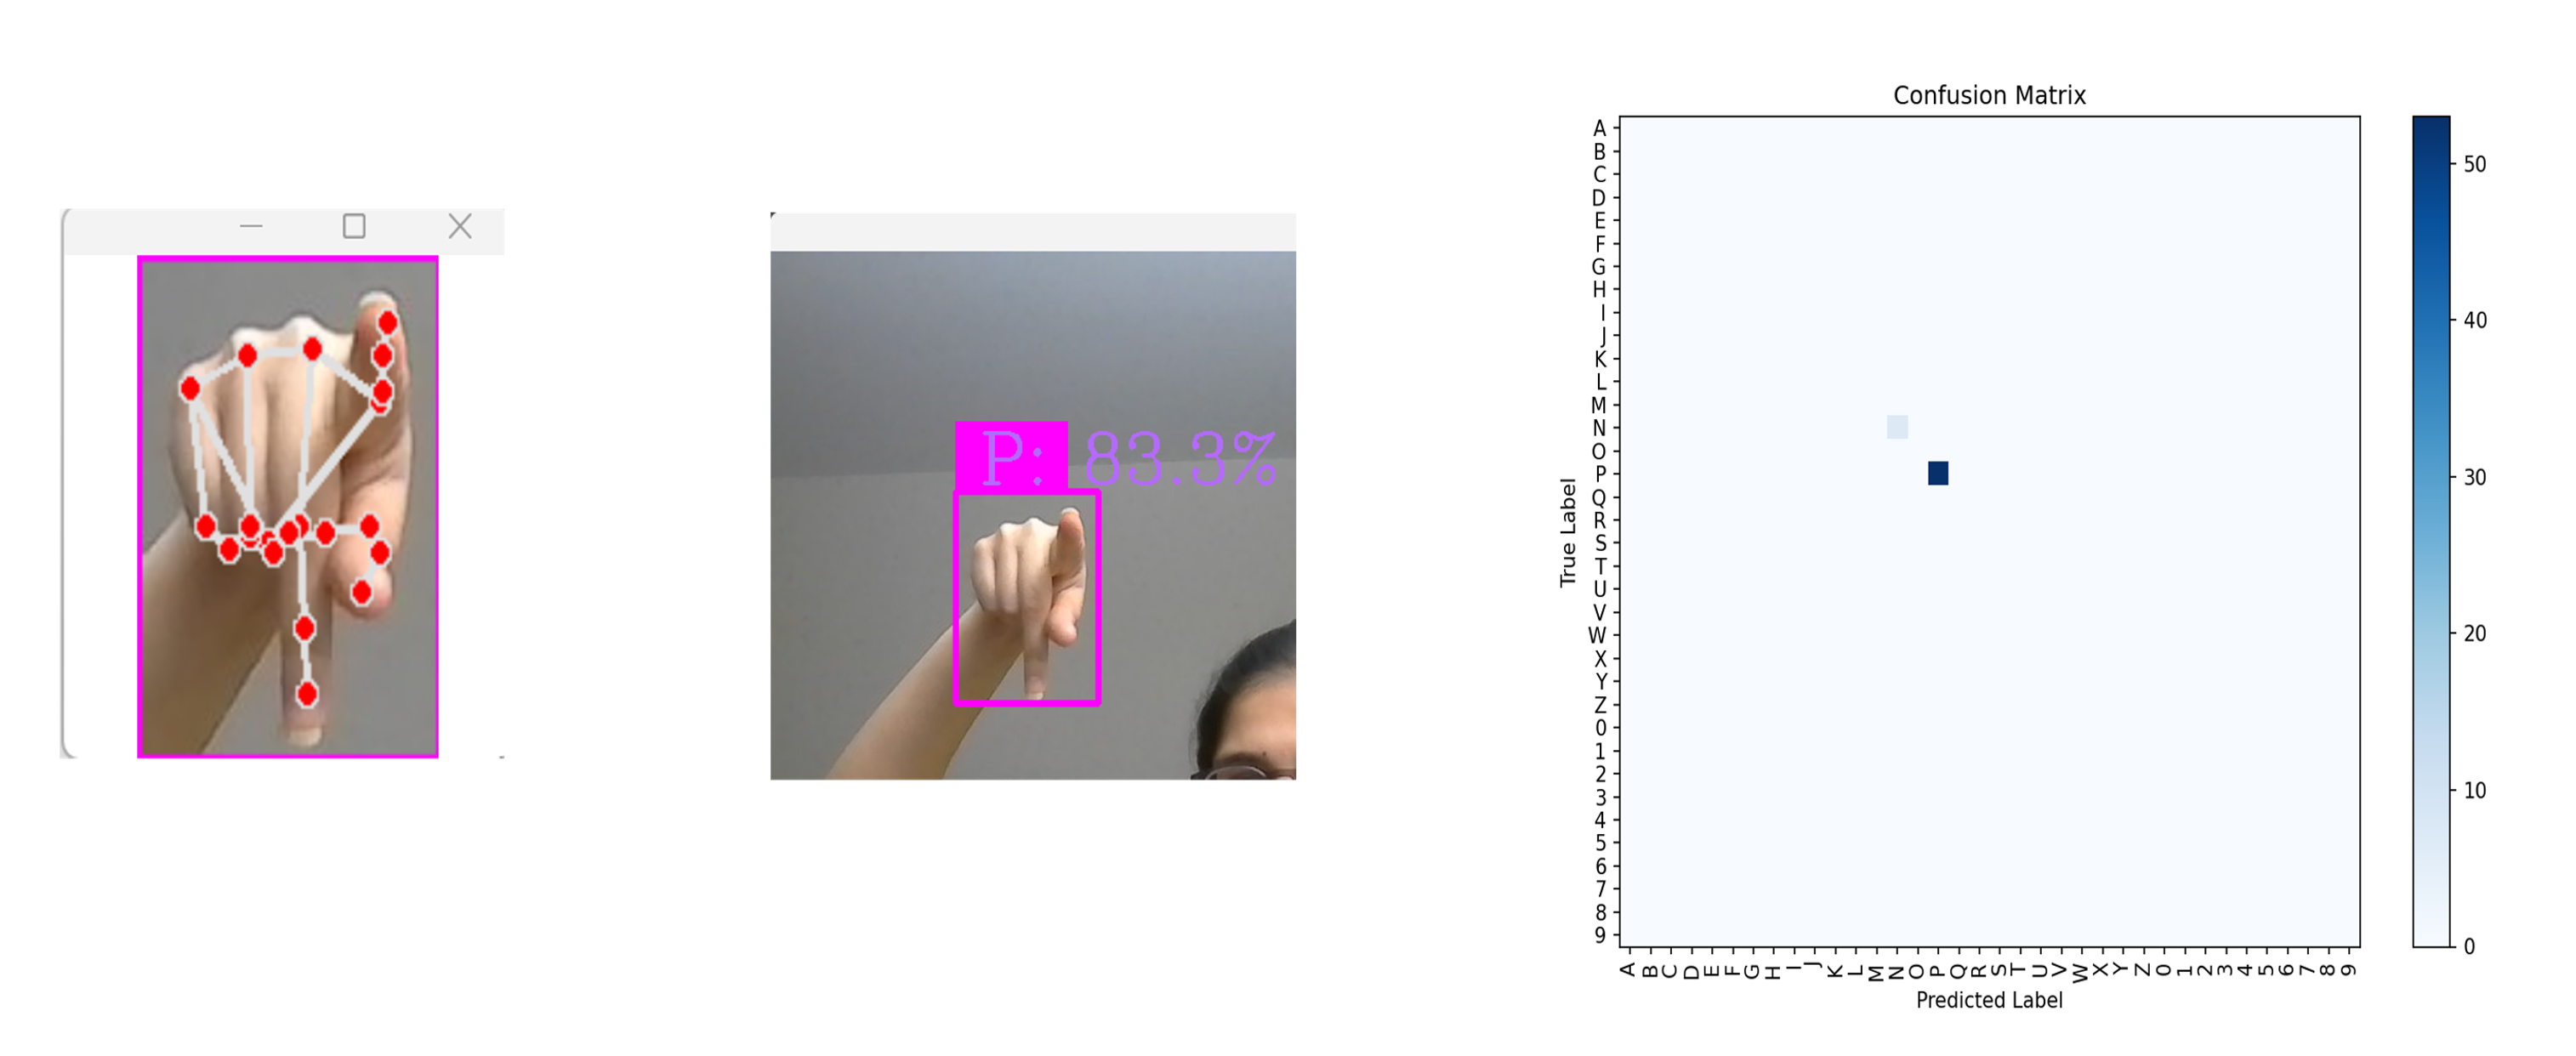 P: 83.3%
Confusion Matrix
True Label
A
B
C
D
E
F
G
H
I
J
K
L
M
N
O
P
Q
R
S
T
U
V
W
X
Y
Z
0
1
2
3
4
5
6
7
8
9
A B C D E F G H I J K L M N O P Q R S T U V W X Y Z 0 1 2 3 4 5 6 7 8 9
Predicted Label
50
40
30
20
10
0